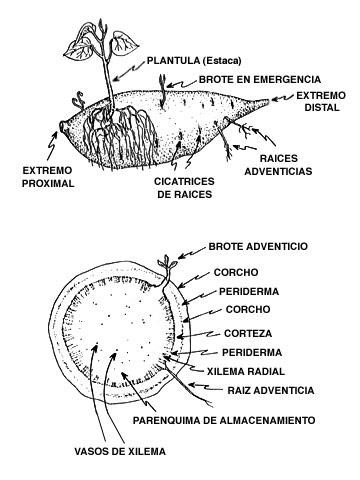 PLANTULA (Estaca)
BROTE EN EMERGENCIA
EXTREMO
DISTAL
RAICES
ADVENTICIAS
EXTREMO
PROXIMAL
CICATRICES
DE RAICES
BROTE ADVENTICIO
CORCHO
PERIDERMA
CORCHO
CORTEZA
PERIDERMA
XILEMA RADIAL
RAIZ ADVENTICIA
PARENQUIMA DE ALMACENAMIENTO
VASOS DE XILEMA